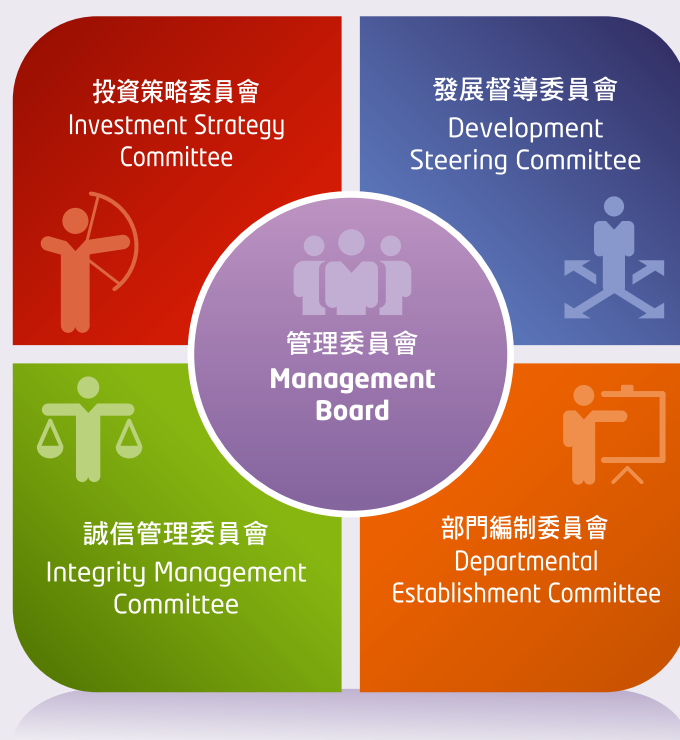 投資策略委員會
Investment Strategy
Committee
發展督導委員會
Development
Steering Committee
管理委員會
Management
Board
誠信管理委員會
Integrity Management
Committee
部門編制委員會
Departmental
Establishment Committee